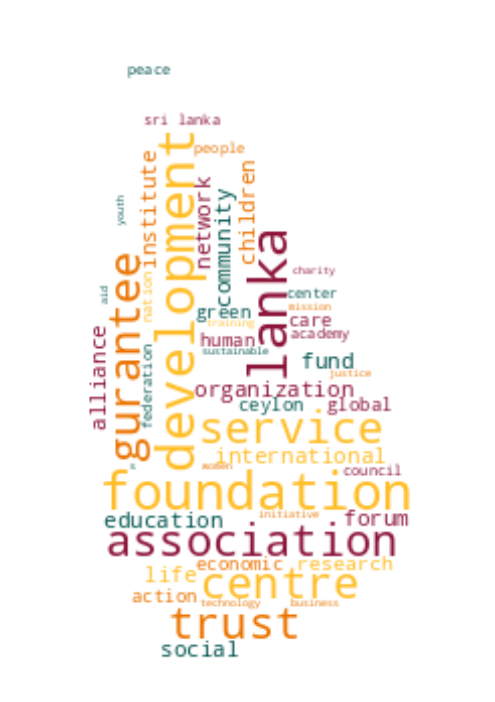 peace
sri lanka
people
development
institute
network
children
community
youth
lanka
gurantee
charity
nation
aid
center
mission
green
care
training
academy
human
alliance
federation
sustainable
fund
justice
organization
ceylon
global
service
international
women
council
s
foundation
education
initiative
forum
association
economic
research
life
centre
action
technology
business
trust
social